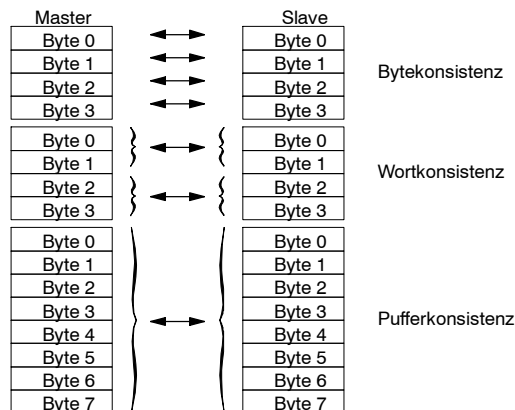 Master Slave
Byte 0 Byte 0
Byte 1 Byte 1
Byte 2 Byte 2
Byte 3 Byte 3
Bytekonsistenz
Byte 0 Byte 0
Byte 1 Byte 1
Byte 2 Byte 2
Byte 3 Byte 3
Wortkonsistenz
Byte 0 Byte 0
Byte 1 Byte 1
Byte 2 Byte 2
Byte 3 Byte 3
Byte 4 Byte 4
Byte 5 Byte 5
Byte 6 Byte 6
Byte 7 Byte 7
Pufferkonsistenz